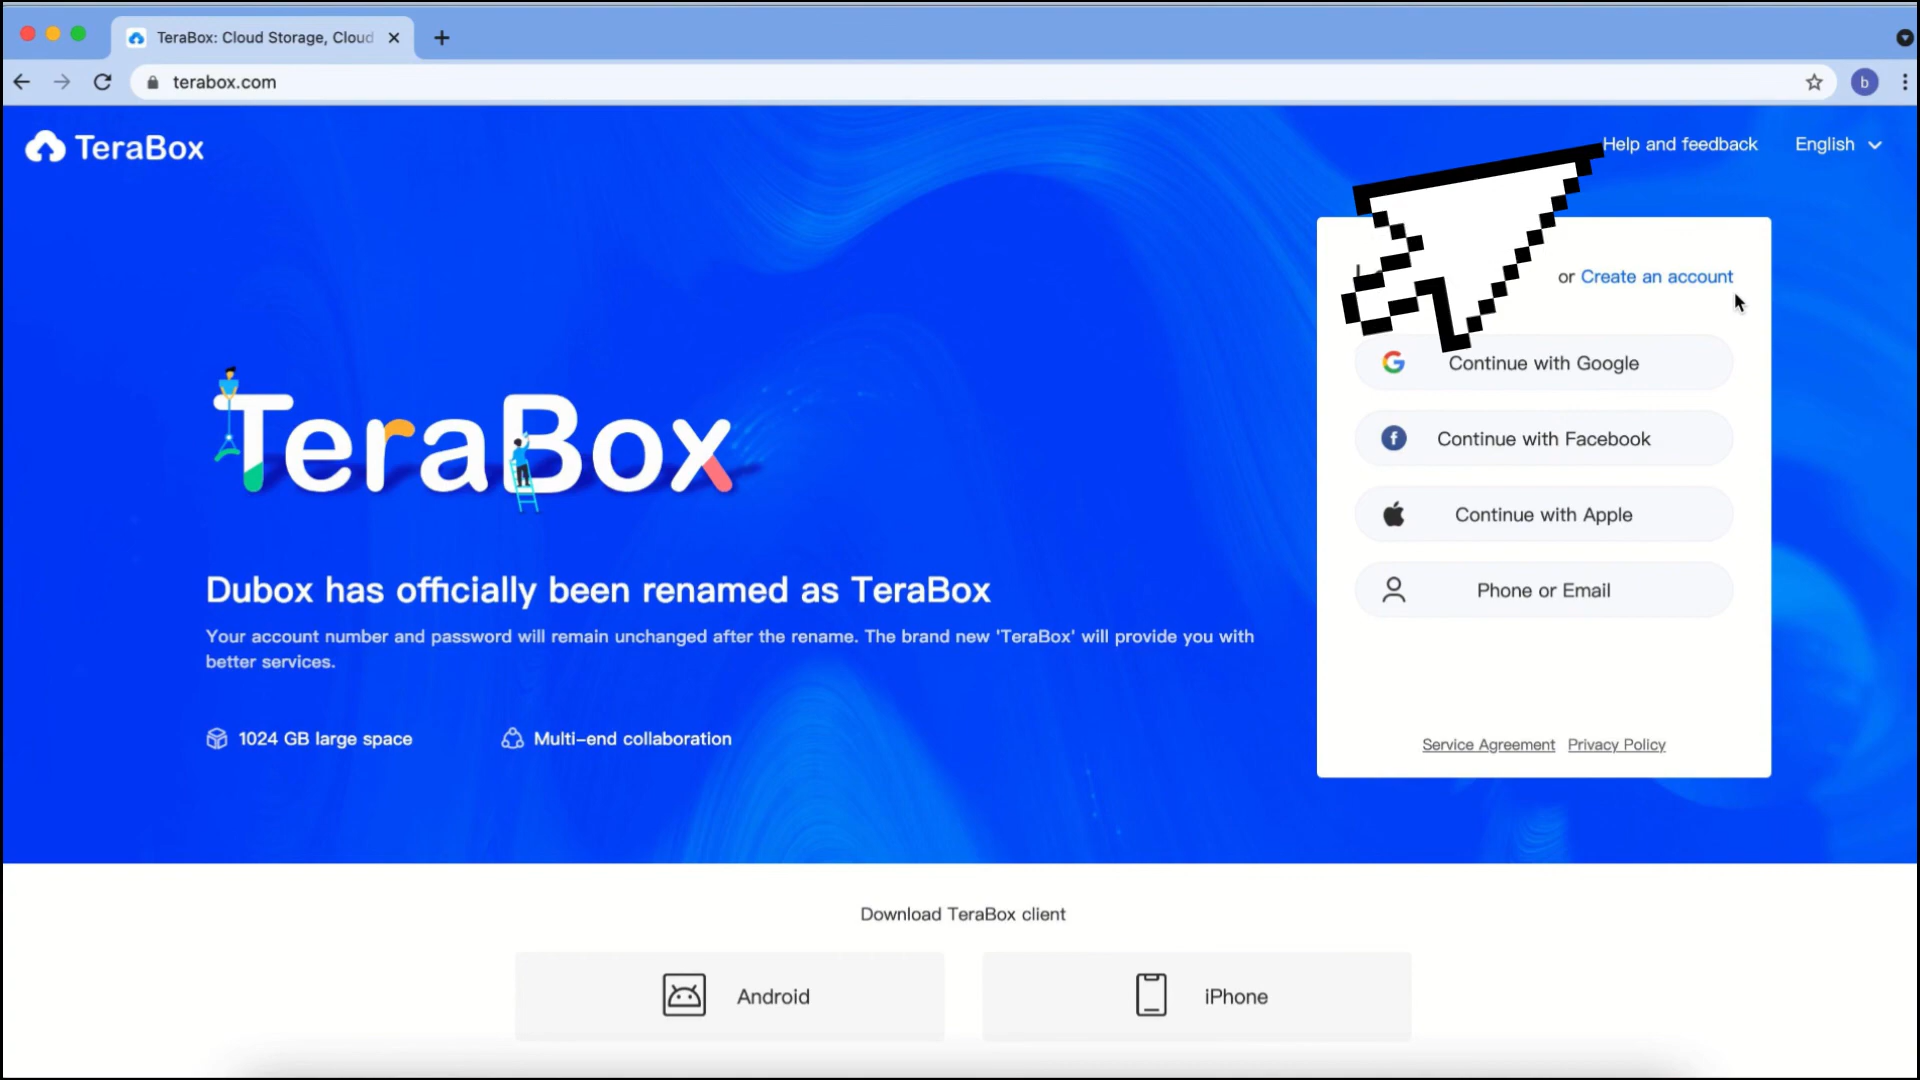 TeraBox: Cloud Storage, Cloud
terabox.com
b
TeraBox
Help and feedback
English
or Create an account
TeraBox
Continue with Google
Continue with Facebook
Continue with Apple
Phone or Email
Dubox has officially been renamed as TeraBox
Your account number and password will remain unchanged after the rename. The brand new 'TeraBox' will provide you with
better services.
1024 GB large space
Multi-end collaboration
Service Agreement
Privacy Policy
Download TeraBox client
Android
iPhone